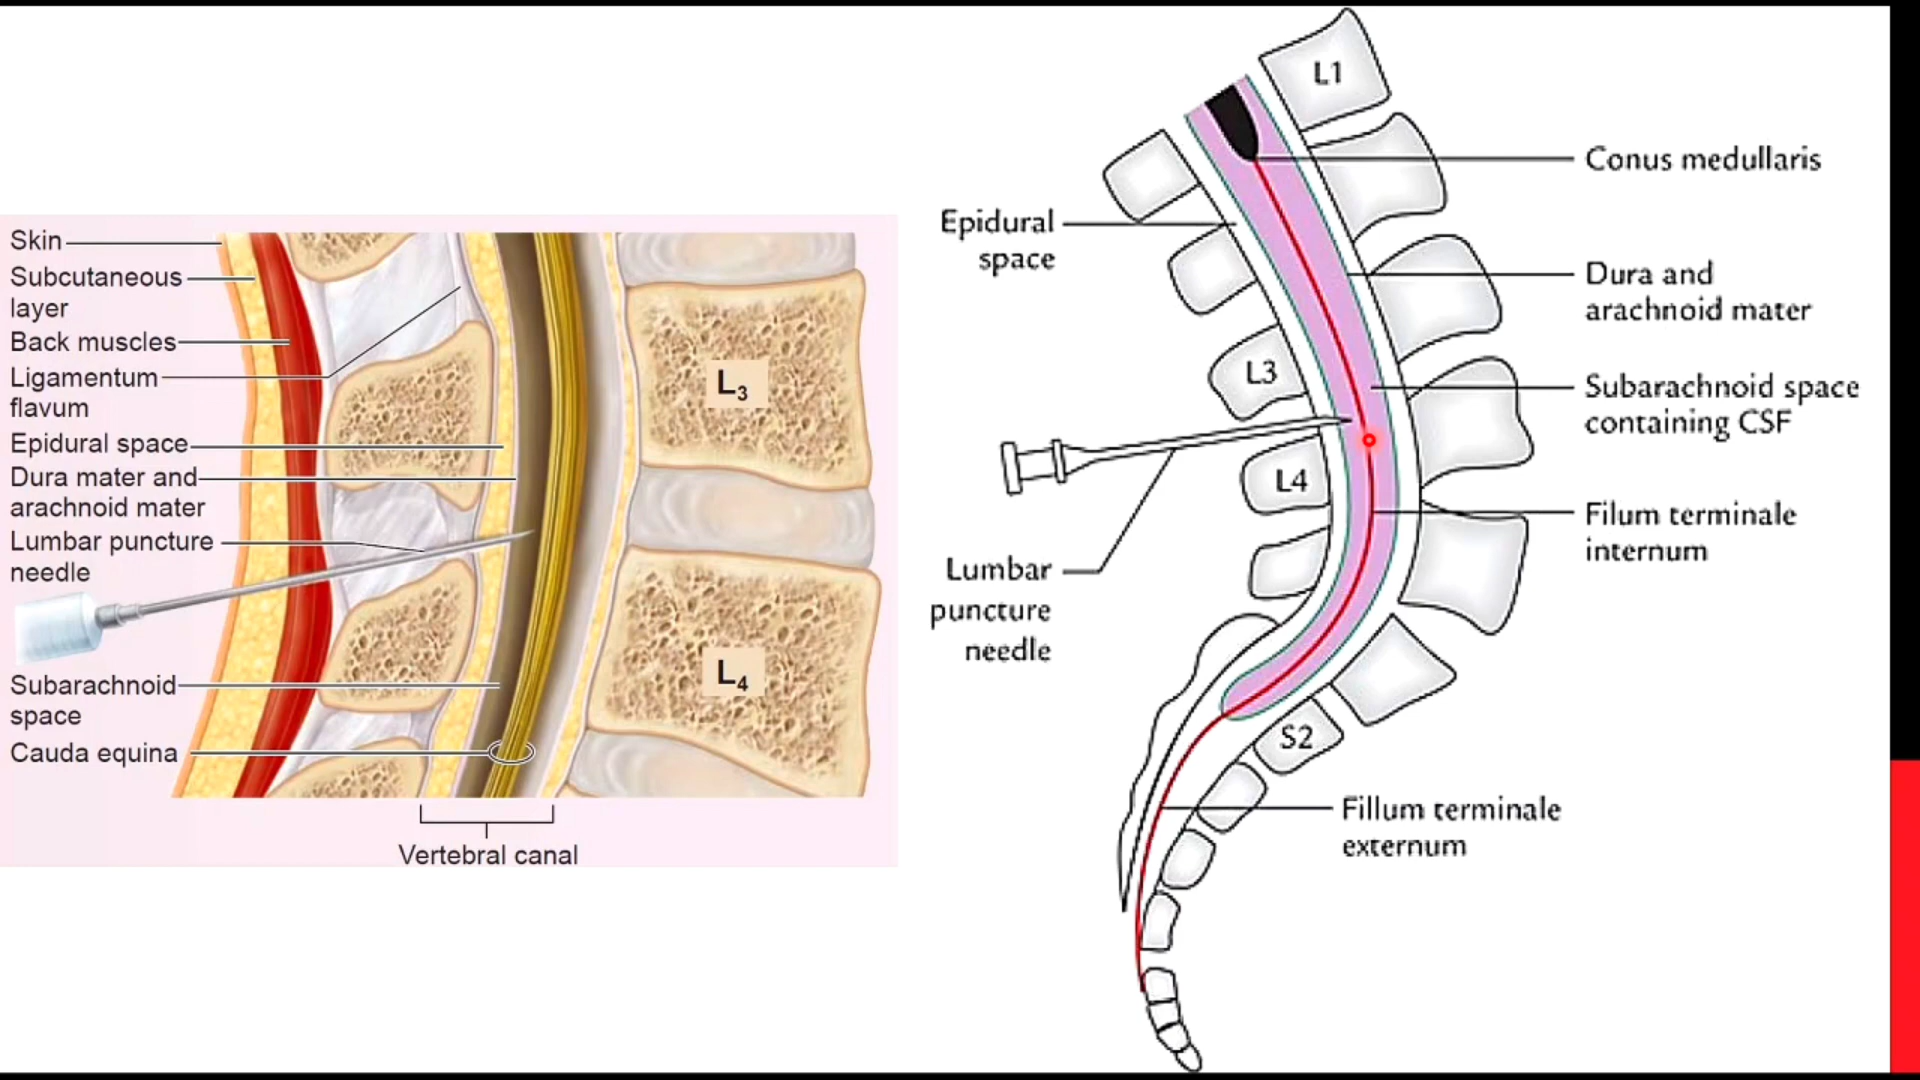 Skin
Subcutaneous
layer
Back muscles
Ligamentum
flavum
Epidural space
Dura mater and
arachnoid mater
Lumbar puncture
needle
Subarachnoid
space
Cauda equina
Vertebral canal
L3
L4
L1
Conus medullaris
Epidural
space
Dura and
arachnoid mater
L3
Subarachnoid space
containing CSF
L4
Filum terminale
internum
Lumbar
puncture
needle
S2
Fillum terminale
externum